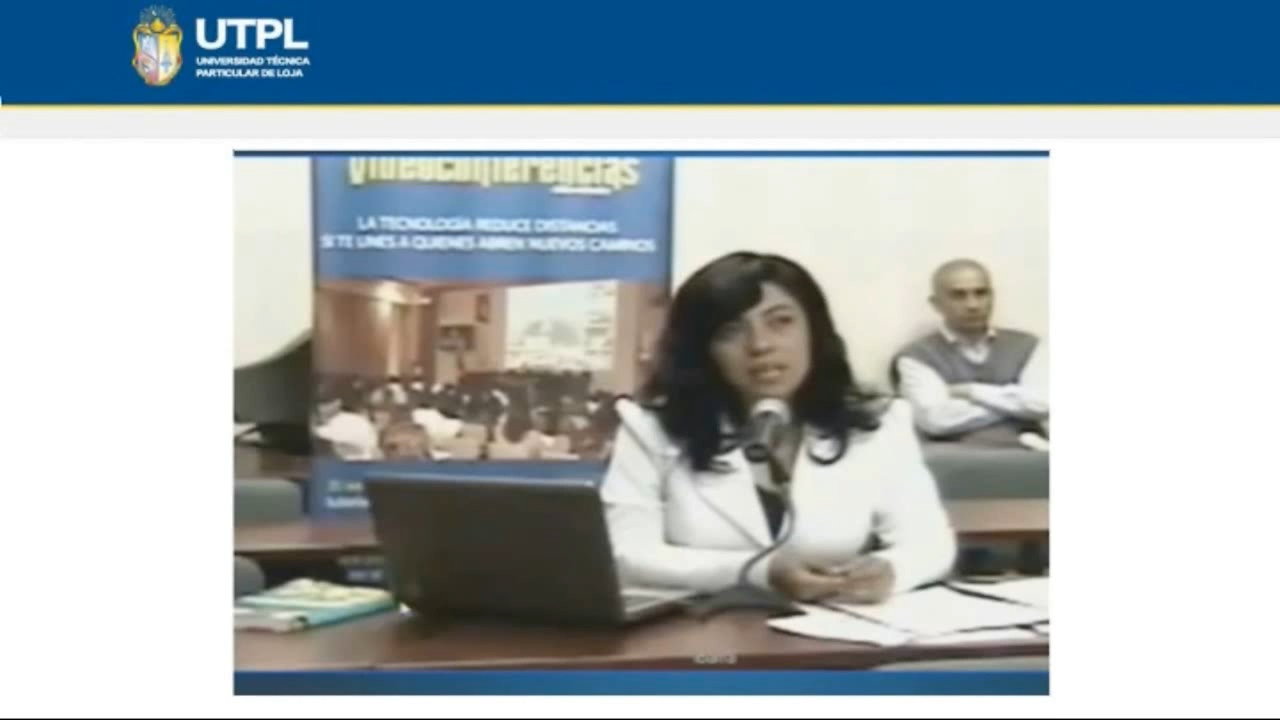 UTPL
UNIVERSIDAD TÉCNICA
PARTICULAR DE LOJA
Videoconferencias
LA TECNOLOGÍA REDUCE DISTANCIAS
SI TE UNES A QUIENES ABREN NUEVOS CAMINOS